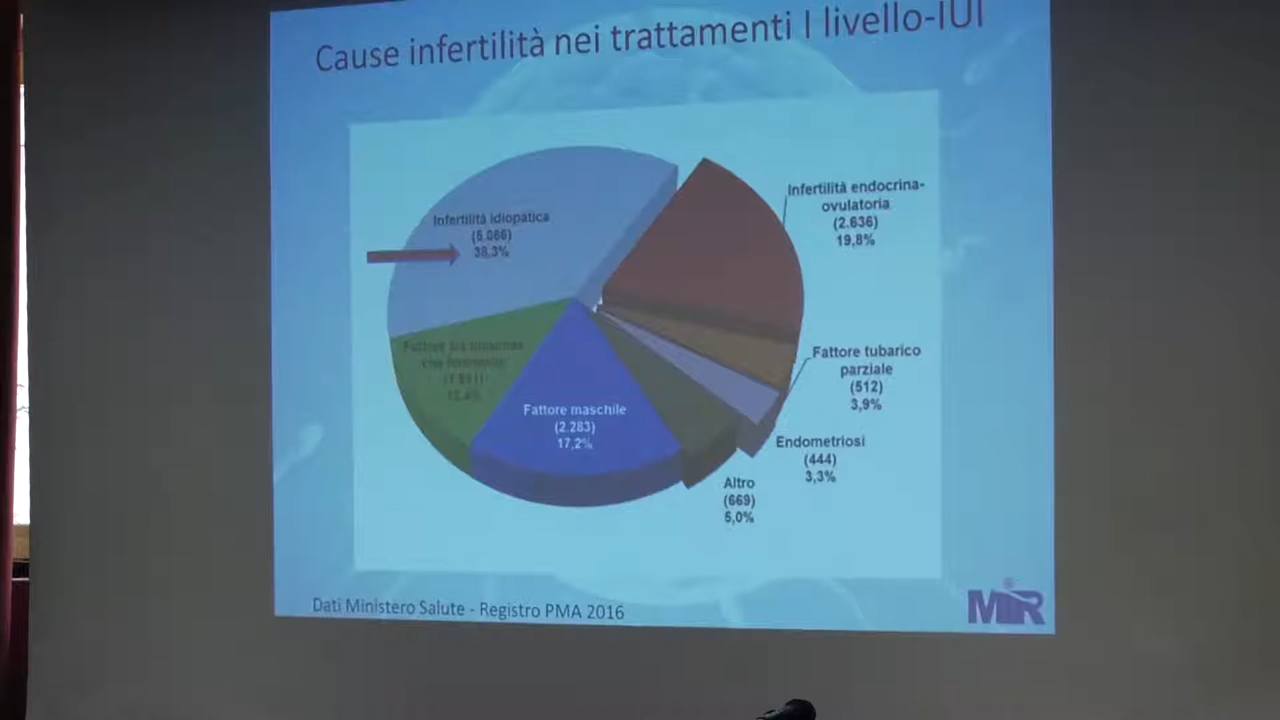 Cause infertilità nei trattamenti I livello-IUI
Infertilità idiopatica
38,3%
Infertilità endocrina-
ovulatoria
(2.636)
19,8%
Fattore tubarico
parziale
(512)
3,9%
Endometriosi
(444)
3,3%
Altro
(669)
5,0%
Fattore maschile
(2.283)
17,2%
che
Dati Ministero Salute - Registro PMA 2016
MIR